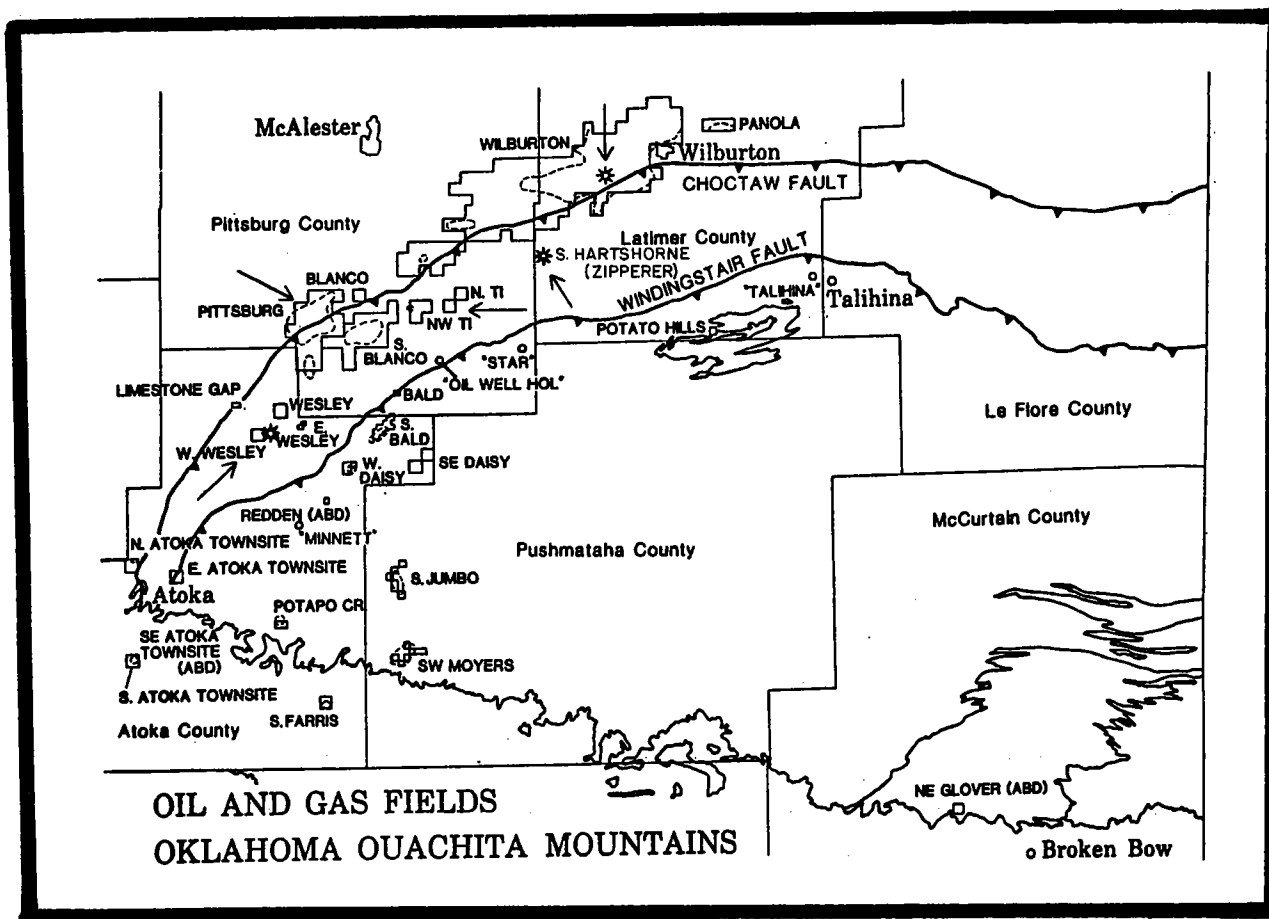 McAlester
WILBURTON
PANOLA
Wilburton
CHOCTAW FAULT
Pittsburg County
Latimer County
S. HARTSHORNE
(ZIPPERER)
WINDINGSTAIR FAULT
BLANCO
PITTSBURG
N. TI
NW TI
"TALIHINA"
Talihina
POTATO HILLS
S.
BLANCO
"STAR"
"OIL WELL HOL"
LIMESTONE GAP
BALD
WESLEY
E.
WESLEY
S.
BALD
Le Flore County
W. WESLEY
W.
DAISY
SE DAISY
REDDEN (ABD)
"MINNETT"
McCurtain County
N. ATOKA TOWNSITE
Pushmataha County
E. ATOKA TOWNSITE
Atoka
S. JUMBO
POTAPO CR.
SE ATOKA
TOWNSITE
(ABD)
SW MOYERS
S. ATOKA TOWNSITE
S. FARRIS
Atoka County
NE GLOVER (ABD)
OIL AND GAS FIELDS
OKLAHOMA OUACHITA MOUNTAINS
Broken Bow